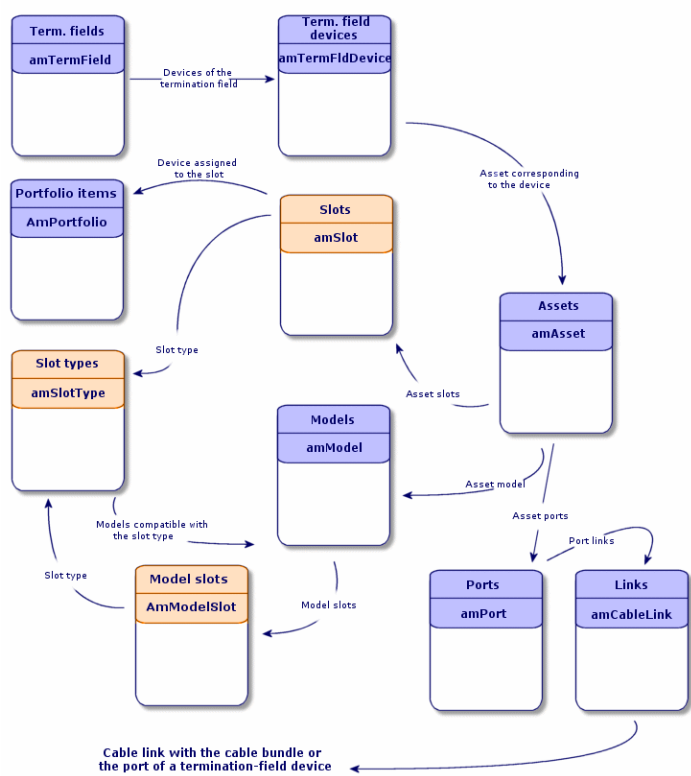 Term. fields
amTermField
Devices of the
termination field
Term. field
devices
amTermFldDevice
Device assigned
to the slot
Asset corresponding
to the device
Portfolio items
AmPortfolio
Slots
amSlot
Assets
amAsset
Slot type
Slot types
amSlotType
Asset slots
Models
amModel
Asset model
Asset ports
Models compatible with
the slot type
Port links
Slot type
Model slots
AmModelSlot
Model slots
Ports
amPort
Links
amCableLink
Cable link with the cable bundle or
the port of a termination-field device